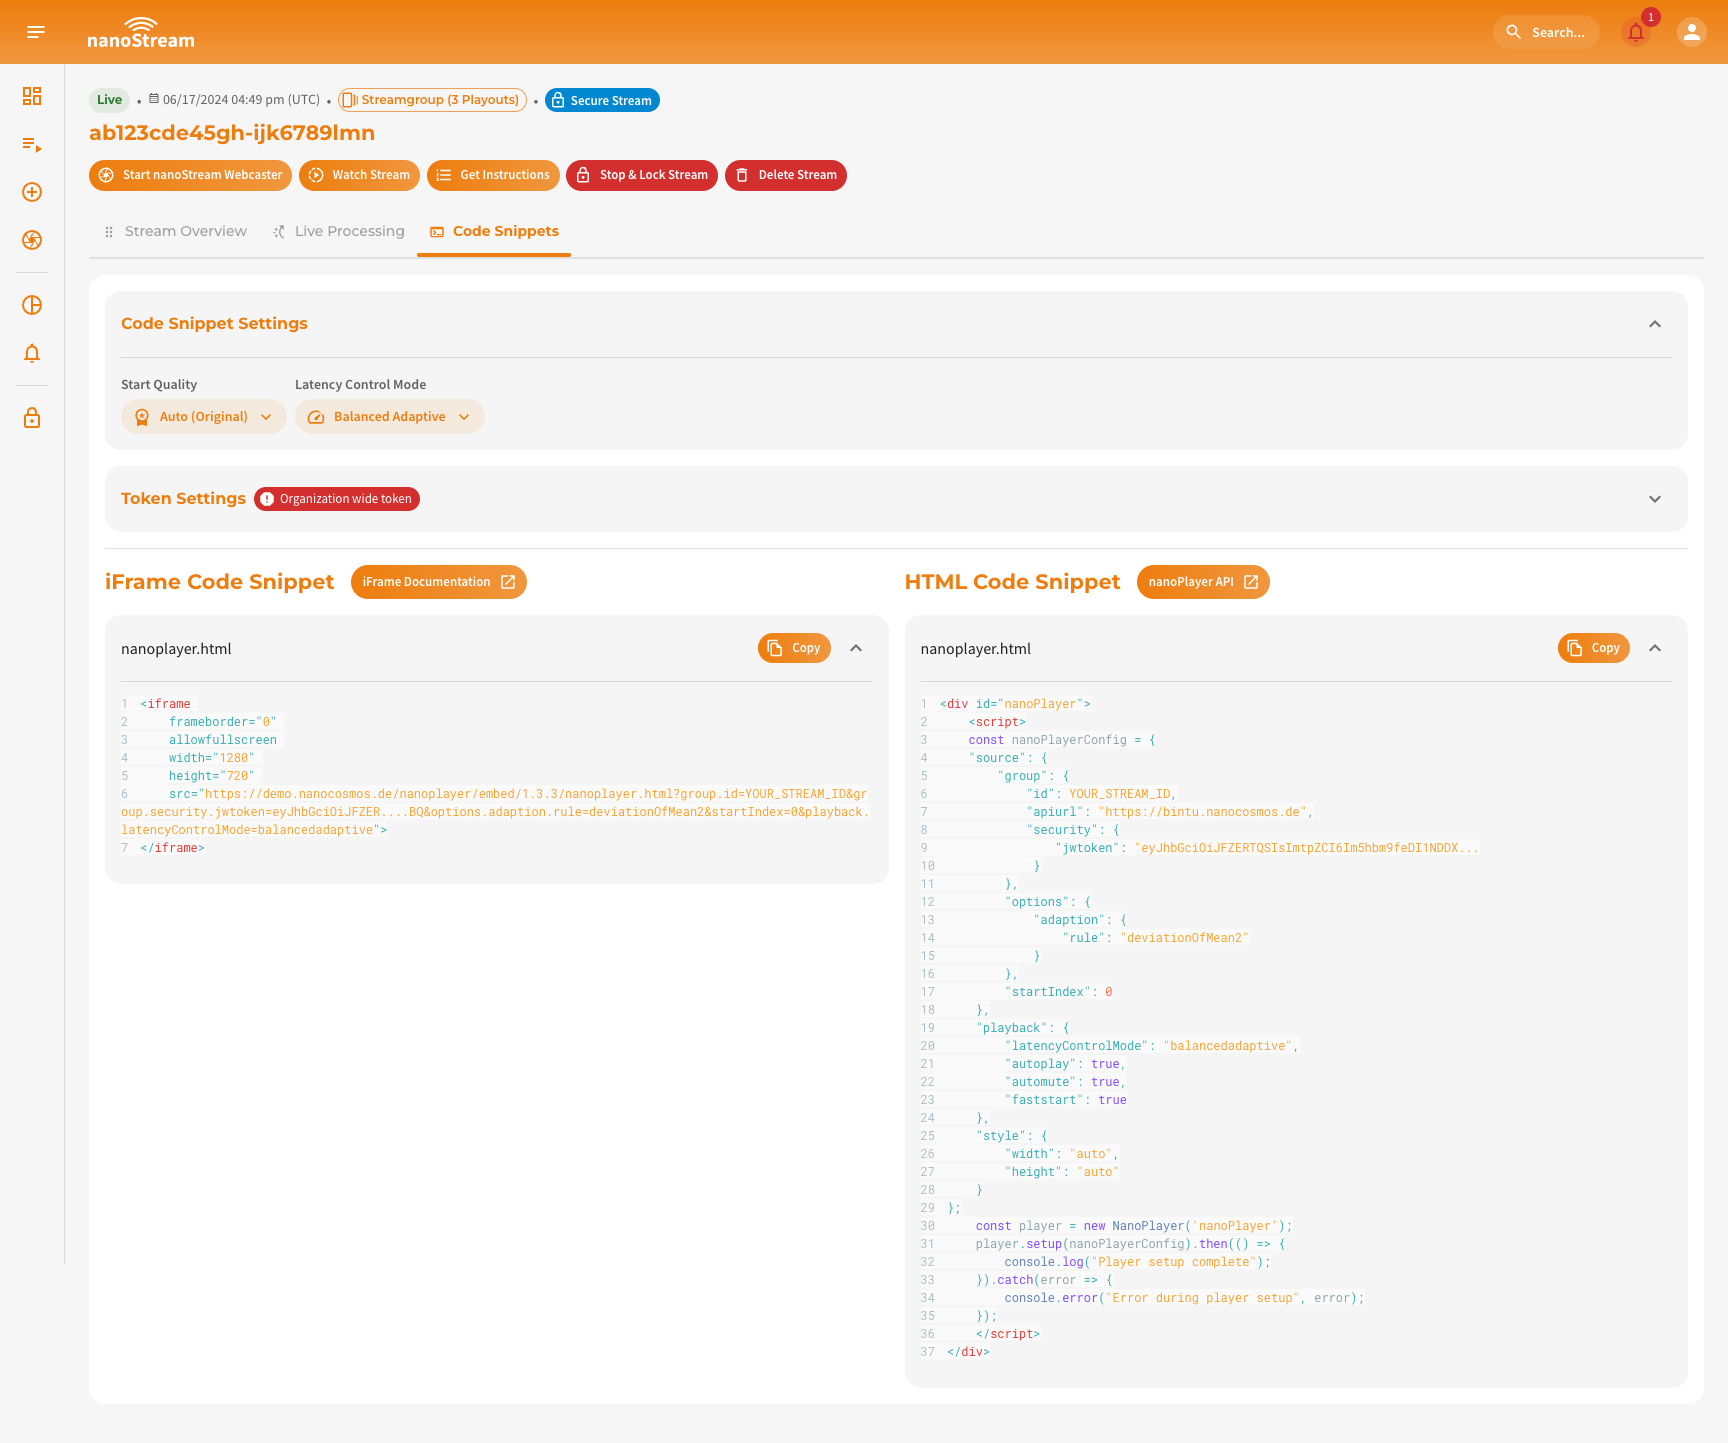 nanoStream
Search...
1
Live • 06/17/2024 04:49 pm (UTC) • Streamgroup (3 Playouts) • Secure Stream
ab123cde45gh-ijk6789lmn
Start nanoStream Webcaster
Watch Stream
Get Instructions
Stop & Lock Stream
Delete Stream
Stream Overview
Live Processing
Code Snippets
Code Snippet Settings
Start Quality
Latency Control Mode
Auto (Original)
Balanced Adaptive
Token Settings
Organization wide token
iFrame Code Snippet
iFrame Documentation
nanoplayer.html
Copy
1 <iframe
2     frameborder="0"
3     allowfullscreen
4     width="1280"
5     height="720"
6     src="https://demo.nanocosmos.de/nanoplayer/embed/1.3.3/nanoplayer.html?group.id=YOUR_STREAM_ID&gr
oup.security.jwtoken=eyJhbGciOiJFZER....BQ&options.adaption.rule=deviationOfMean2&startIndex=0&playback.
latencyControlMode=balancedadaptive">
7 </iframe>
HTML Code Snippet
nanoPlayer API
nanoplayer.html
Copy
1 <div id="nanoPlayer">
2     <script>
3     const nanoPlayerConfig = {
4     "source": {
5         "group": {
6             "id": YOUR_STREAM_ID,
7             "apiurl": "https://bintu.nanocosmos.de",
8             "security": {
9                 "jwtoken": "eyJhbGciOiJFZERTQSIsImtpZCI6Im5hbm9feDI1NDDX...
10             }
11         },
12         "options": {
13             "adaption": {
14                 "rule": "deviationOfMean2"
15             }
16         },
17         "startIndex": 0
18     },
19     "playback": {
20         "latencyControlMode": "balancedadaptive",
21         "autoplay": true,
22         "automute": true,
23         "faststart": true
24     },
25     "style": {
26         "width": "auto",
27         "height": "auto"
28     }
29 };
30     const player = new NanoPlayer('nanoPlayer');
31     player.setup(nanoPlayerConfig).then(() => {
32         console.log("Player setup complete");
33     }).catch(error => {
34         console.error("Error during player setup", error);
35     });
36     </script>
37 </div>